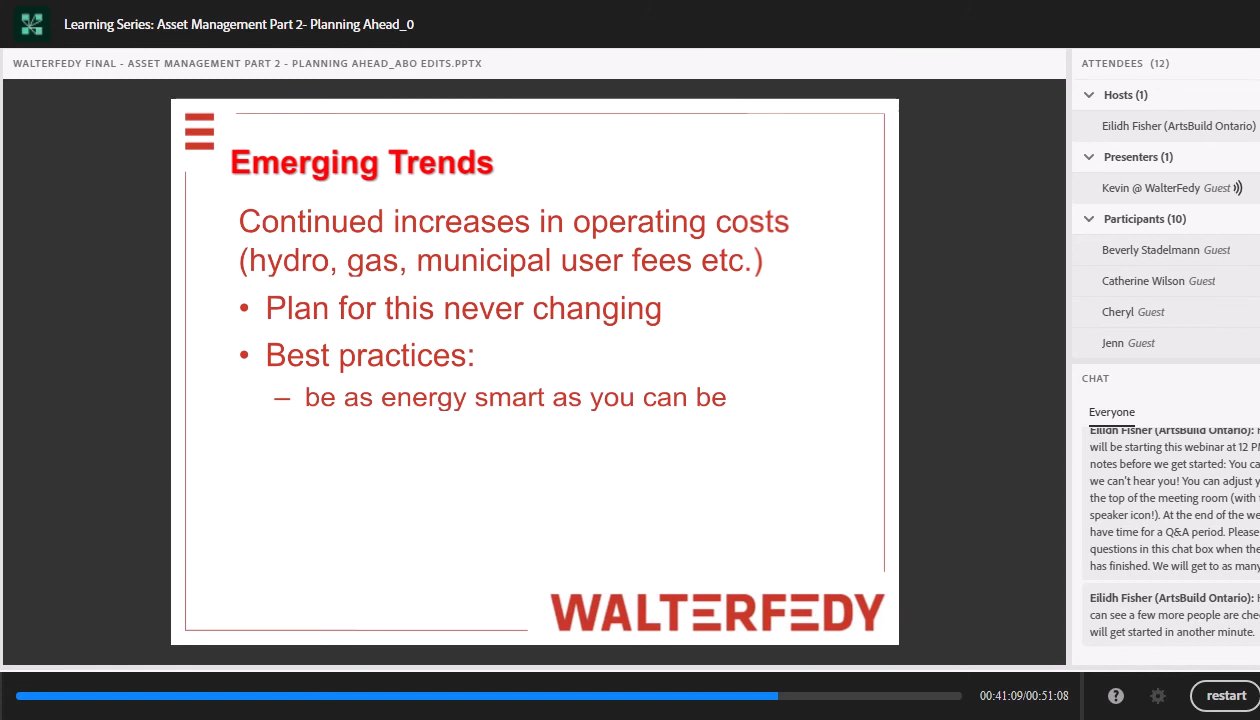 Learning Series: Asset Management Part 2- Planning Ahead_0
WALTERFEDY FINAL - ASSET MANAGEMENT PART 2 - PLANNING AHEAD_ABO EDITS.PPTX
Emerging Trends
Continued increases in operating costs
(hydro, gas, municipal user fees etc.)
• Plan for this never changing
• Best practices:
– be as energy smart as you can be
WALTERFEDY
ATTENDEES (12)
Hosts (1)
Eilidh Fisher (ArtsBuild Ontario)
Presenters (1)
Kevin @ WalterFedy Guest
Participants (10)
Beverly Stadelmann Guest
Catherine Wilson Guest
Cheryl Guest
Jenn Guest
CHAT
Everyone
Eilidh Fisher (ArtsBuild Ontario):
will be starting this webinar at 12 PM
notes before we get started: You ca
we can't hear you! You can adjust y
the top of the meeting room (with
speaker icon!). At the end of the we
have time for a Q&A period. Please
questions in this chat box when the
has finished. We will get to as many
Eilidh Fisher (ArtsBuild Ontario):
can see a few more people are che
will get started in another minute.
00:41:09/00:51:08
restart